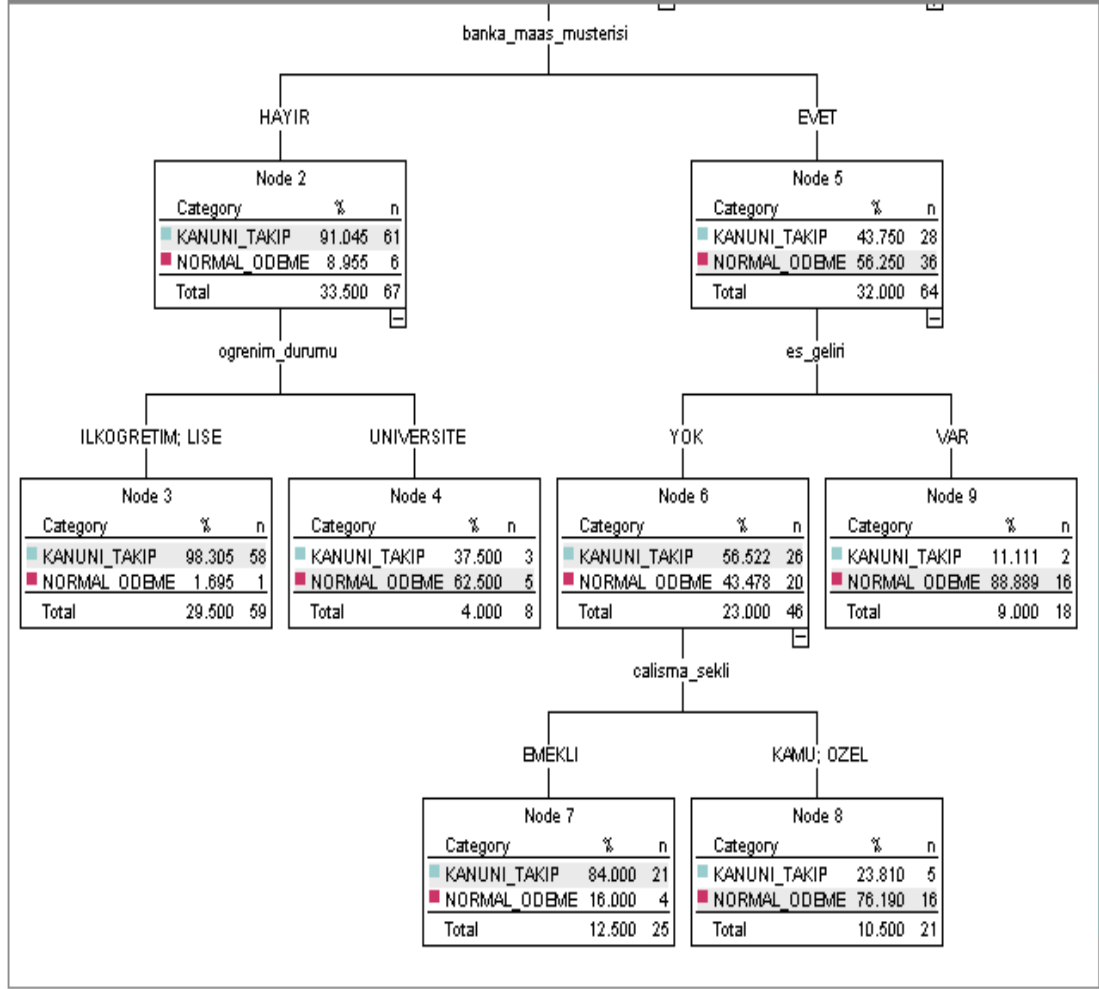 banka_maas_musterisi
HAYIR
EVET
Node 2
Category % n
KANUNI_TAKIP 91.045 61
NORMAL_ODEME 8.955 6
Total 33.500 67
Node 5
Category % n
KANUNI_TAKIP 43.750 28
NORMAL_ODEME 56.250 36
Total 32.000 64
ogrenim_durumu
es_geliri
ILKOGRETIM; LISE
UNIVERSITE
YOK
VAR
Node 3
Category % n
KANUNI_TAKIP 98.305 58
NORMAL_ODEME 1.695 1
Total 29.500 59
Node 4
Category % n
KANUNI_TAKIP 37.500 3
NORMAL_ODEME 62.500 5
Total 4.000 8
Node 6
Category % n
KANUNI_TAKIP 56.522 26
NORMAL_ODEME 43.478 20
Total 23.000 46
Node 9
Category % n
KANUNI_TAKIP 11.111 2
NORMAL_ODEME 88.889 16
Total 9.000 18
calisma_sekli
EMEKLI
KAMU; OZEL
Node 7
Category % n
KANUNI_TAKIP 84.000 21
NORMAL_ODEME 16.000 4
Total 12.500 25
Node 8
Category % n
KANUNI_TAKIP 23.810 5
NORMAL_ODEME 76.190 16
Total 10.500 21